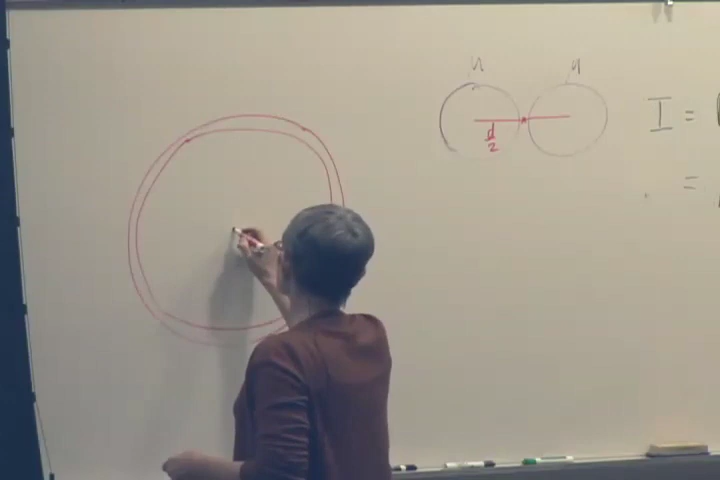 N N
d/2
I =
=